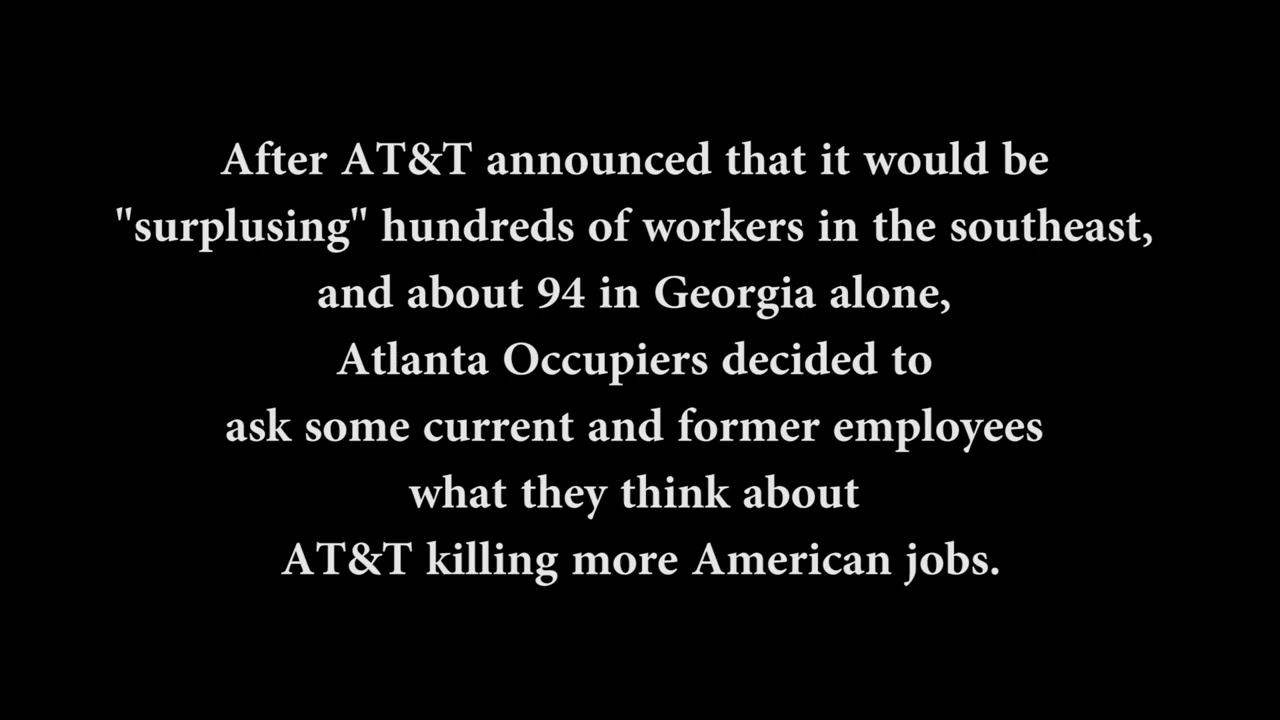 After AT&T announced that it would be
"surplusing" hundreds of workers in the southeast,
and about 94 in Georgia alone,
Atlanta Occupiers decided to
ask some current and former employees
what they think about
AT&T killing more American jobs.